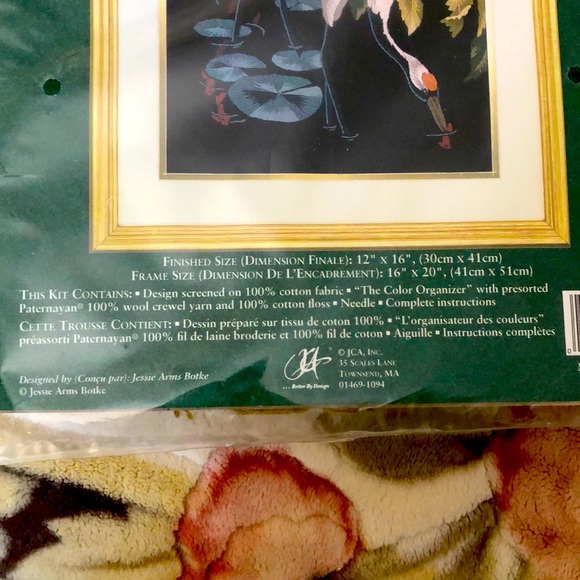 FINISHED SIZE (DIMENSION FINALE): 12" x 16", (30cm x 41cm)
FRAME SIZE (DIMENSION DE L'ENCADREMENT): 16" x 20", (41cm x 51cm)
THIS KIT CONTAINS: ▪ Design screened on 100% cotton fabric ▪ "The Color Organizer" with presorted
Paternayan® 100% wool crewel yarn and 100% cotton floss ▪ Needle ▪ Complete instructions
CETTE TROUSSE CONTIENT: ▪ Dessin préparé sur tissu de coton 100% ▪ "L'organisateur des couleurs"
préassorti Paternayan® 100% fil de laine broderie et 100% fil de coton ▪ Aiguille ▪ Instructions complètes
Designed by (Conçu par): Jessie Arms Botke
© Jessie Arms Botke
...Better By Design
© JCA, INC.
35 SCALES LANE
TOWNSEND, MA
01469-1094